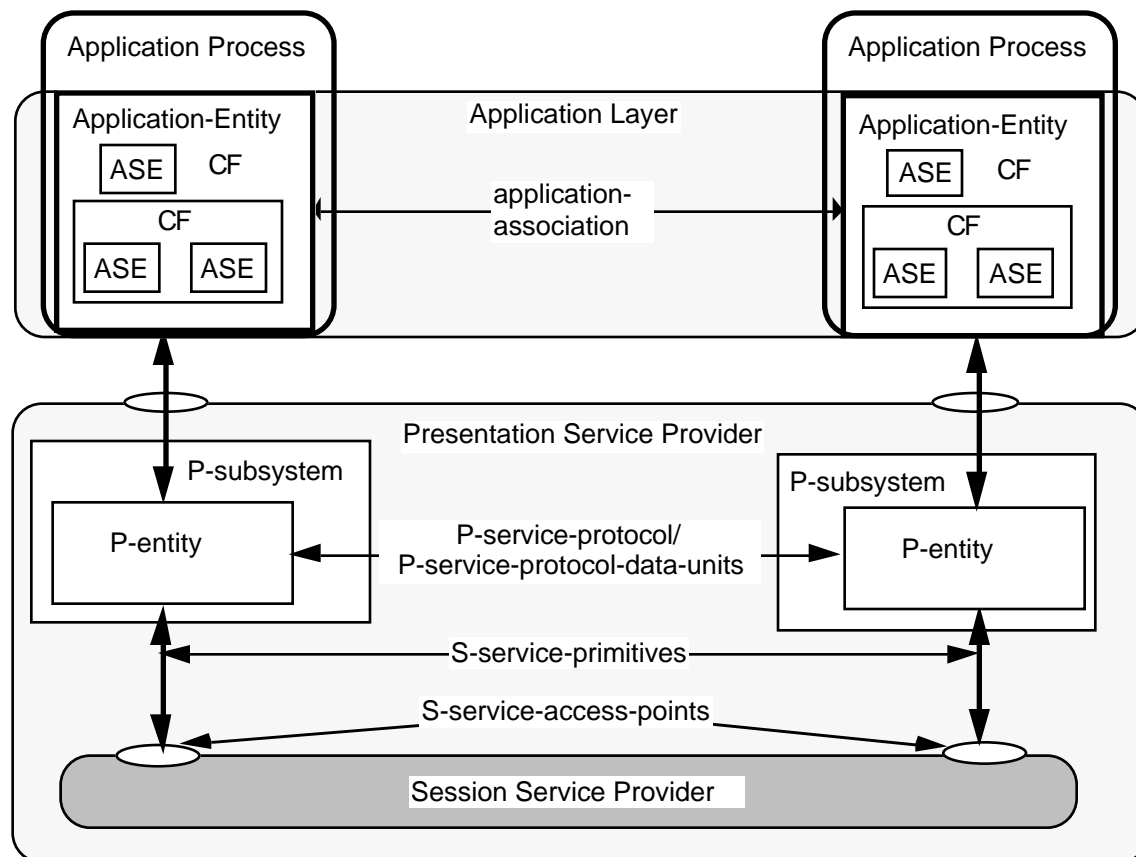 Application Process
Application Process
Application Layer
Application-Entity
Application-Entity
ASE
CF
ASE
CF
application-
association
CF
CF
ASE
ASE
ASE
ASE
Presentation Service Provider
P-subsystem
P-subsystem
P-entity
P-service-protocol/
P-service-protocol-data-units
P-entity
S-service-primitives
S-service-access-points
Session Service Provider